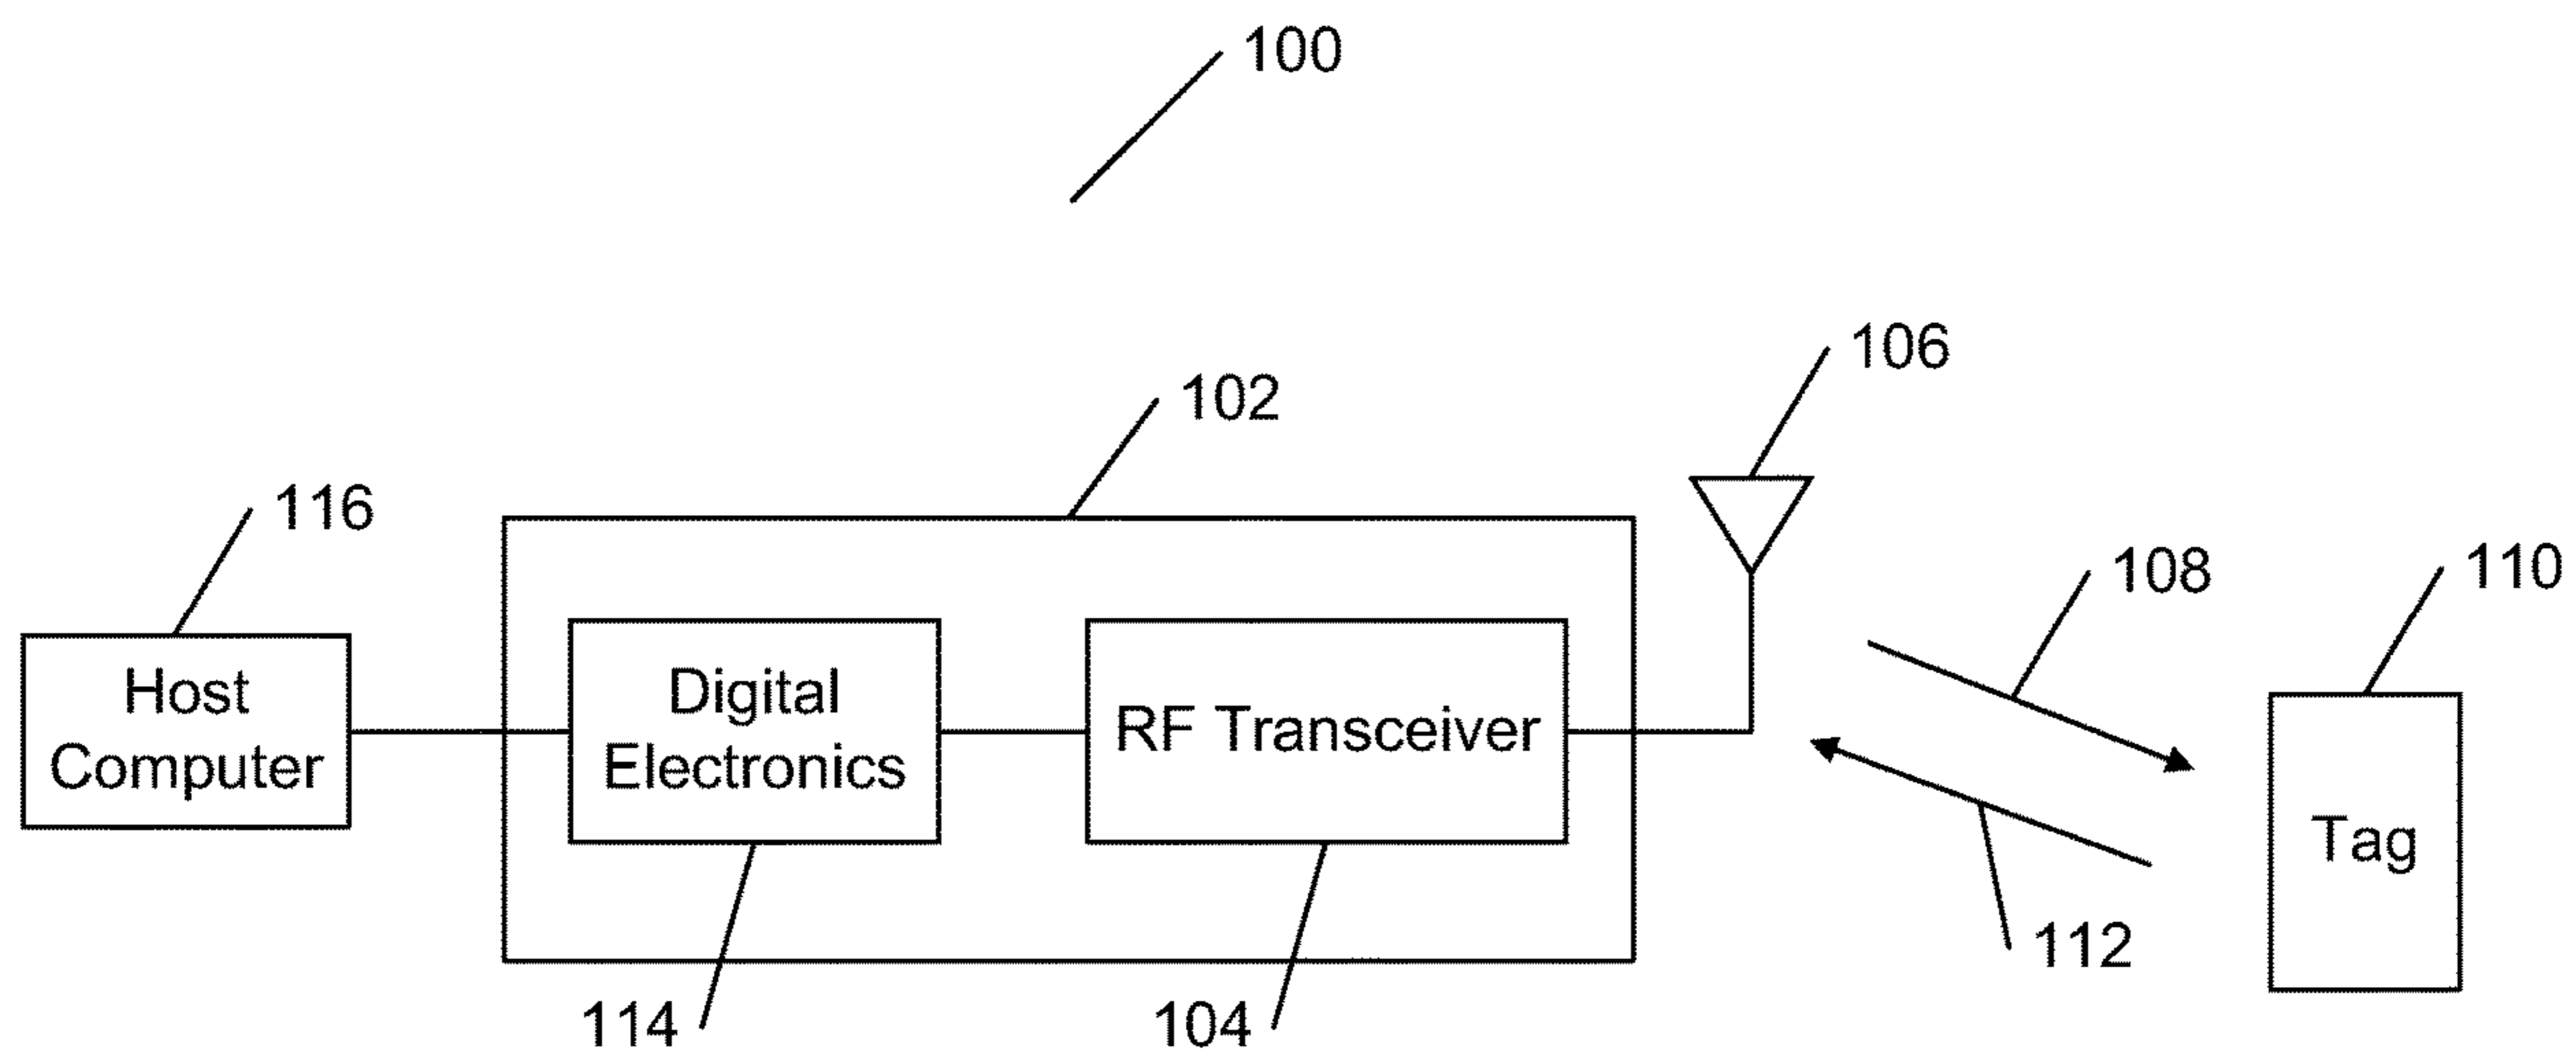 100
106
102
116
108
110
Host
Computer
Digital
Electronics
RF Transceiver
Tag
112
114
104